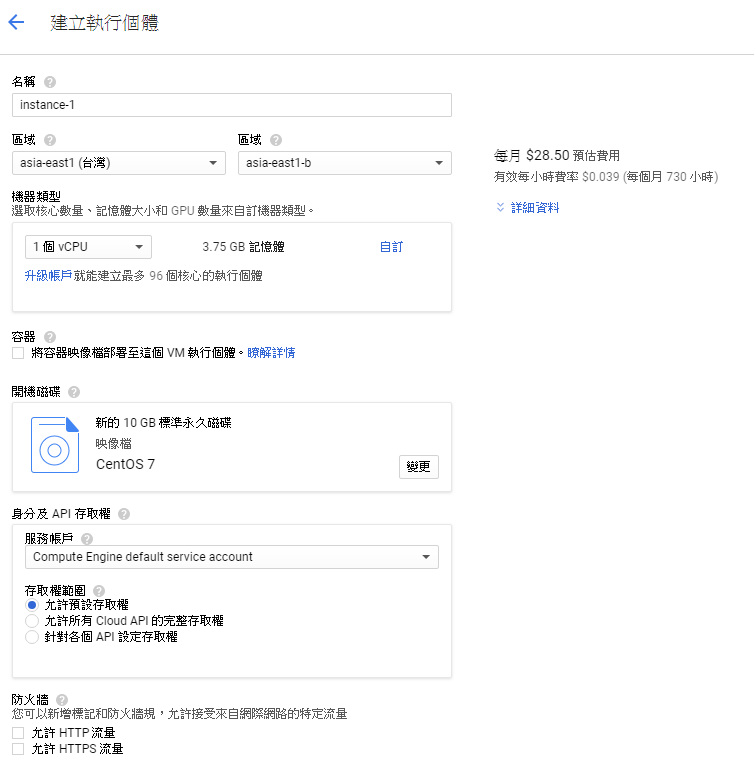 建立執行個體
名稱
instance-1
區域 區域
asia-east1 (台灣) asia-east1-b
每月 $28.50 預估費用
有效每小時費率 $0.039 (每個月 730 小時)
詳細資料
機器類型
選取核心數量、記憶體大小和 GPU 數量來自訂機器類型。
1 個 vCPU 3.75 GB 記憶體 自訂
升級帳戶就能建立最多 96 個核心的執行個體
容器
將容器映像檔部署至這個 VM 執行個體。瞭解詳情
開機磁碟
新的 10 GB 標準永久磁碟
映像檔
CentOS 7
變更
身分及 API 存取權
服務帳戶
Compute Engine default service account
存取權範圍
允許預設存取權
允許所有 Cloud API 的完整存取權
針對各個 API 設定存取權
防火牆
您可以新增標記和防火牆規，允許接受來自網際網路的特定流量
允許 HTTP 流量
允許 HTTPS 流量